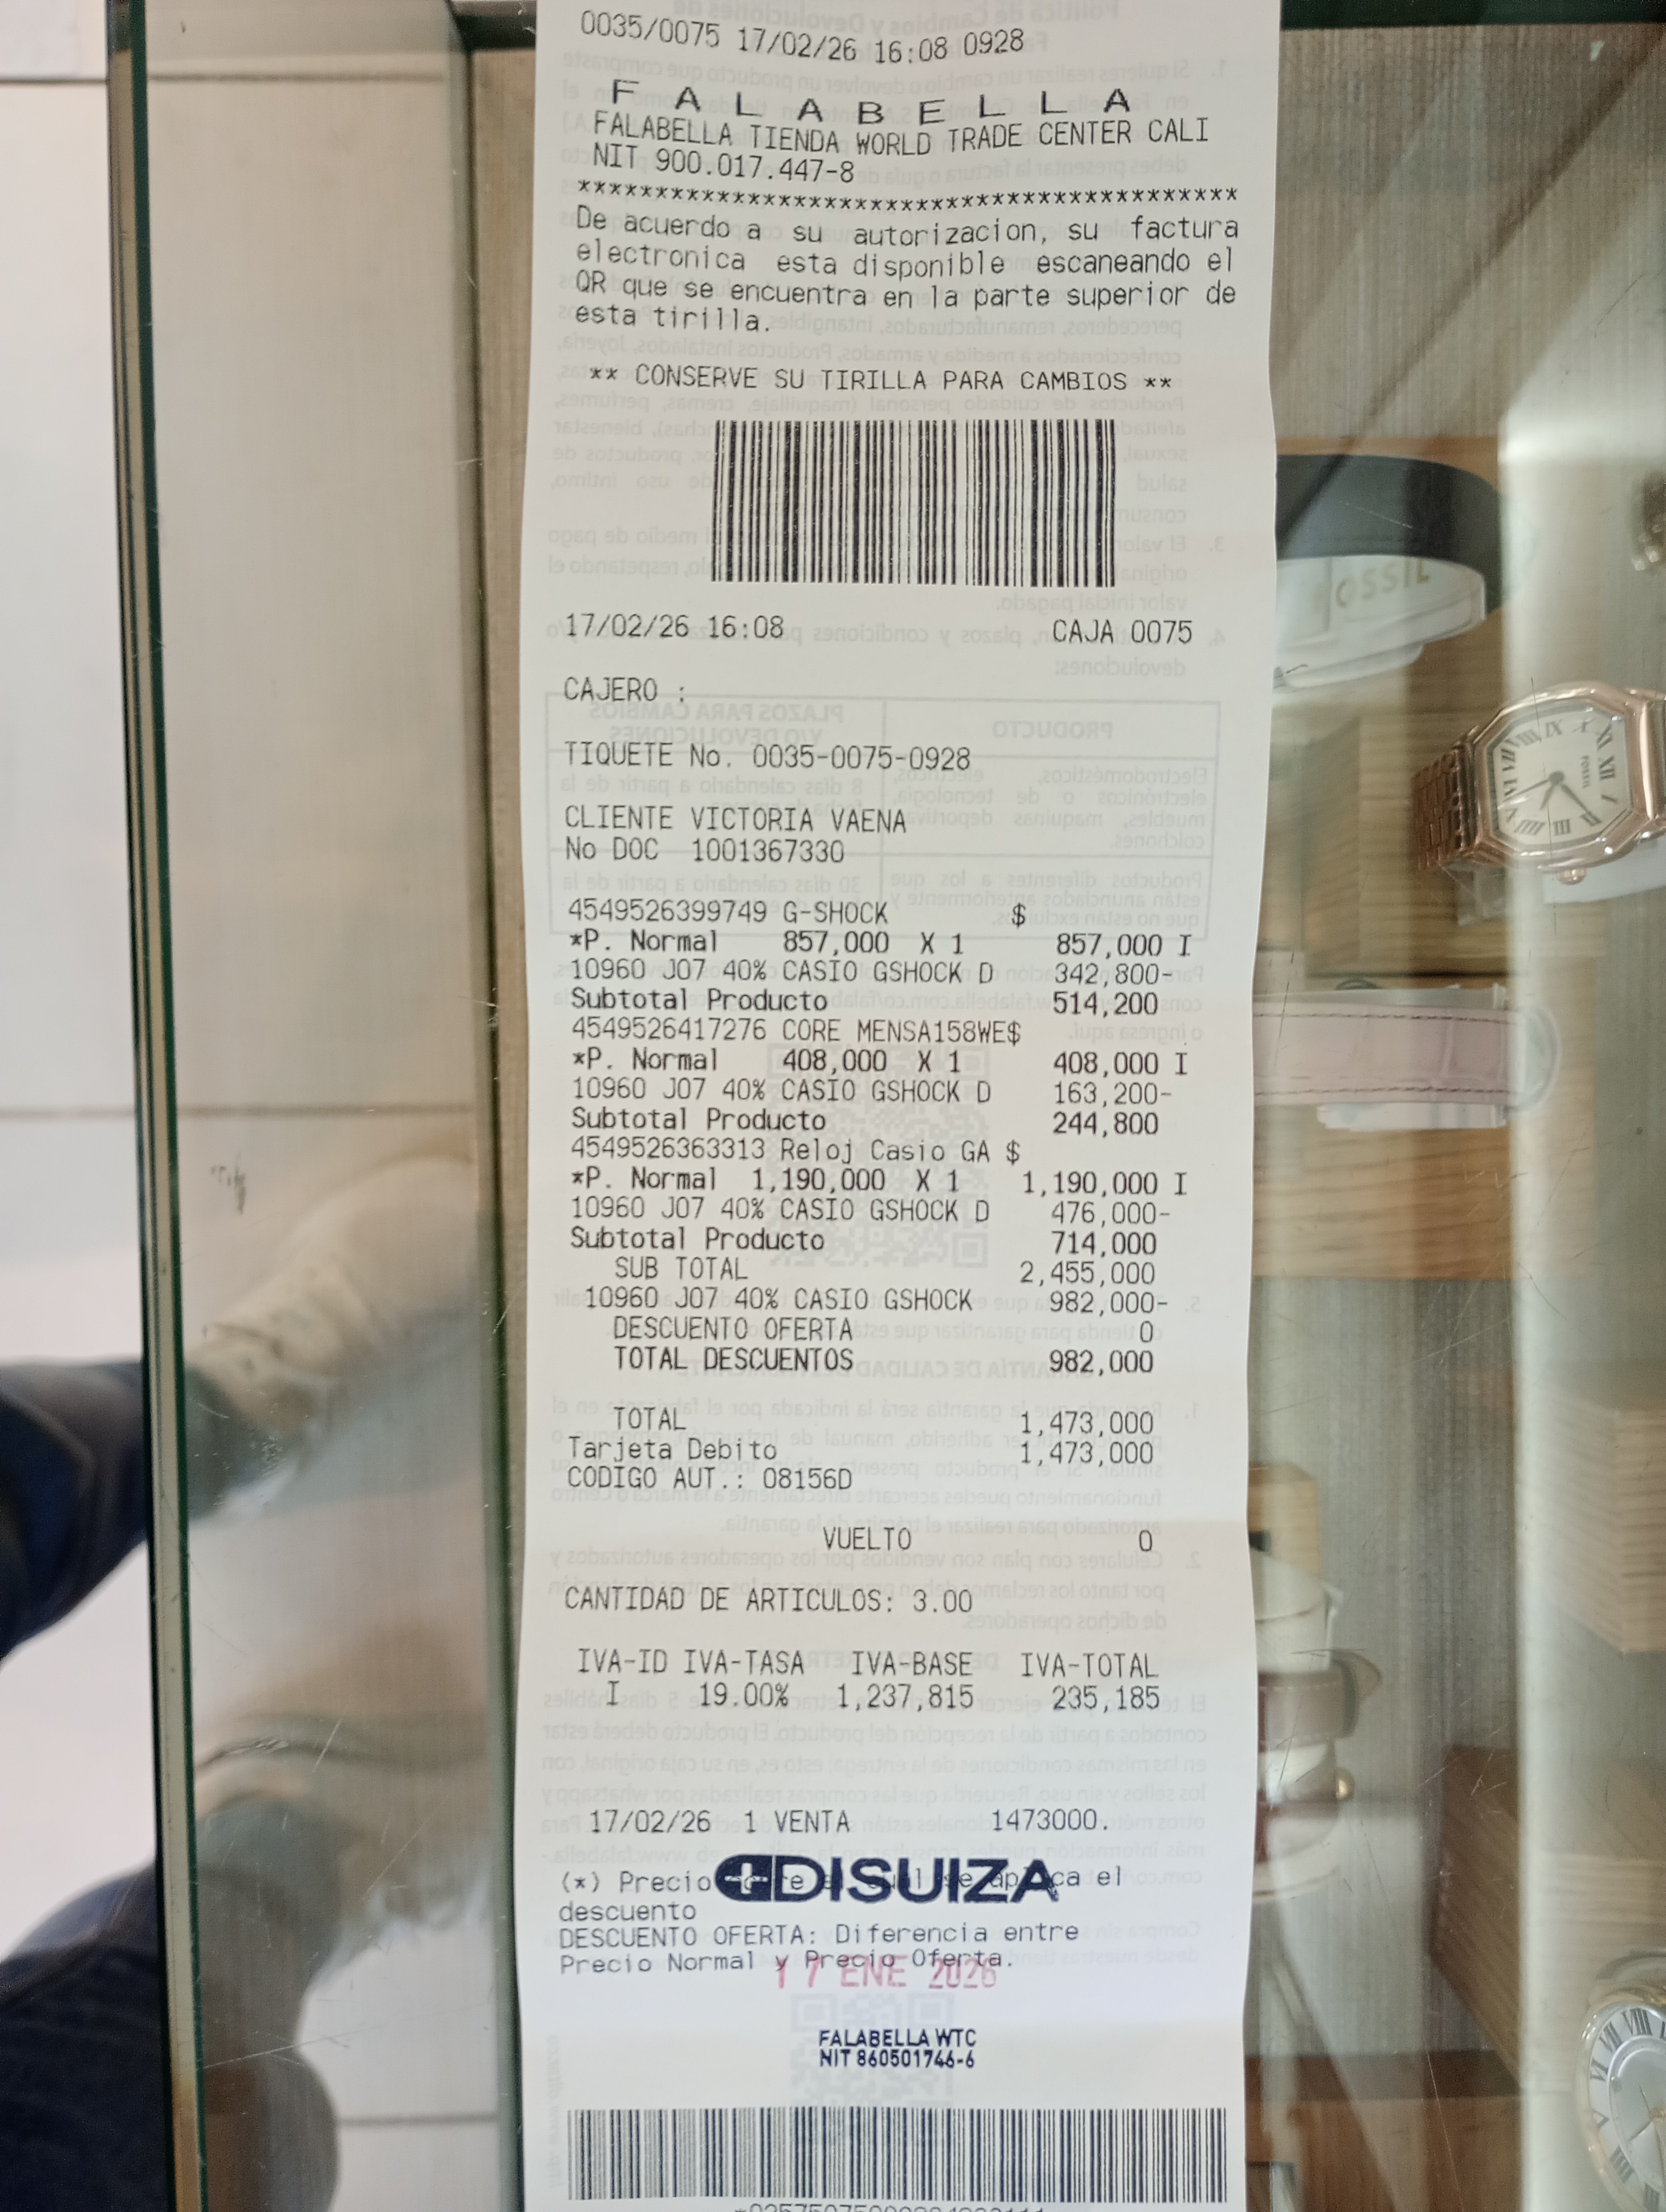 0035/0075 17/02/26 16:08 0928
F A L A B E L L A
FALABELLA TIENDA WORLD TRADE CENTER CALI
NIT 900.017.447-8
*******************************************
De acuerdo a su autorizacion, su factura
electronica esta disponible escaneando el
QR que se encuentra en la parte superior de
esta tirilla.
** CONSERVE SU TIRILLA PARA CAMBIOS **
17/02/26 16:08 CAJA 0075
CAJERO :
TIQUETE No. 0035-0075-0928
CLIENTE VICTORIA VAENA
No DOC 1001367330
4549526399749 G-SHOCK $
*P. Normal 857,000 X 1 857,000 I
10960 J07 40% CASIO GSHOCK D 342,800-
Subtotal Producto 514,200
4549526417276 CORE MENSA158WE$
*P. Normal 408,000 X 1 408,000 I
10960 J07 40% CASIO GSHOCK D 163,200-
Subtotal Producto 244,800
4549526363313 Reloj Casio GA $
*P. Normal 1,190,000 X 1 1,190,000 I
10960 J07 40% CASIO GSHOCK D 476,000-
Subtotal Producto 714,000
SUB TOTAL 2,455,000
10960 J07 40% CASIO GSHOCK 982,000-
DESCUENTO OFERTA 0
TOTAL DESCUENTOS 982,000
TOTAL 1,473,000
Tarjeta Debito 1,473,000
CODIGO AUT.: 08156D
VUELTO 0
CANTIDAD DE ARTICULOS: 3.00
IVA-ID IVA-TASA IVA-BASE IVA-TOTAL
I 19.00% 1,237,815 235,185
17/02/26 1 VENTA 1473000.
DISUIZA
(*) Precio sobre el cual se aplica el
descuento
DESCUENTO OFERTA: Diferencia entre
Precio Normal y Precio Oferta.
17 ENE 2026
FALABELLA WTC
NIT 860501746-6
FOSSIL